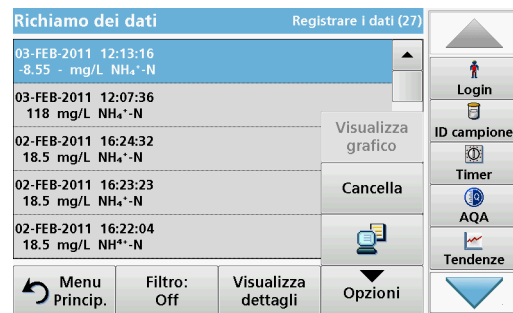 Richiamo dei dati
Registrare i dati (27)
03-FEB-2011 12:13:16
-8.55 - mg/L NH₄⁺-N
03-FEB-2011 12:07:36
118 mg/L NH₄⁺-N
02-FEB-2011 16:24:32
18.5 mg/L NH₄⁺-N
02-FEB-2011 16:23:23
18.5 mg/L NH₄⁺-N
02-FEB-2011 16:22:04
18.5 mg/L NH⁴⁺-N
Visualizza
grafico
Cancella
Menu
Princip.
Filtro:
Off
Visualizza
dettagli
Opzioni
Login
ID campione
Timer
AQA
Tendenze